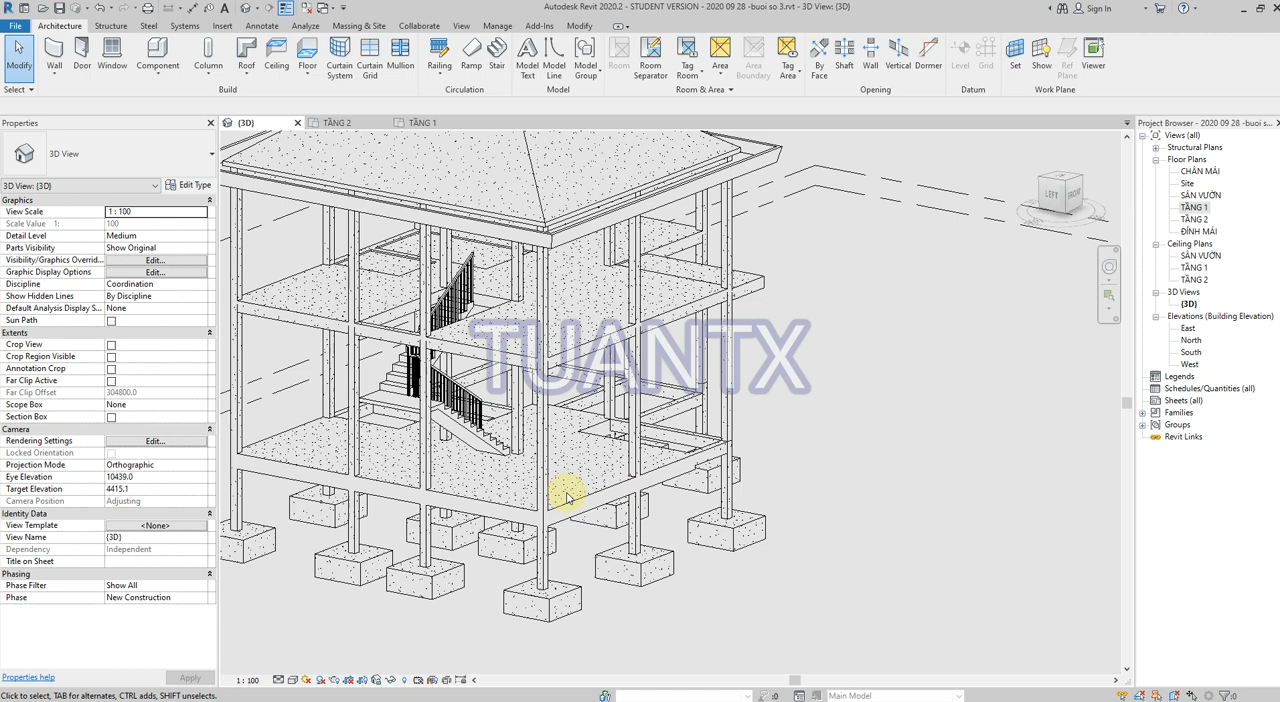 Autodesk Revit 2020.2 - STUDENT VERSION - 2020 09 28 -buoi so 3.rvt - 3D View: {3D}
Sign In
File Architecture Structure Steel Systems Insert Annotate Analyze Massing & Site Collaborate View Manage Add-Ins Modify
Modify Wall Door Window Component Column Roof Ceiling Floor Curtain System Curtain Grid Mullion Railing Ramp Stair Model Text Model Line Model Group Room Room Separator Tag Room Area Area Boundary Tag Area By Face Shaft Wall Vertical Dormer Level Grid Set Show Ref Plane Viewer
Select Build Circulation Model Room & Area Opening Datum Work Plane
Properties
3D View
3D View: {3D} Edit Type
Graphics
View Scale 1 : 100
Scale Value 1: 100
Detail Level Medium
Parts Visibility Show Original
Visibility/Graphics Overrid... Edit...
Graphic Display Options Edit...
Discipline Coordination
Show Hidden Lines By Discipline
Default Analysis Display S... None
Sun Path
Extents
Crop View
Crop Region Visible
Annotation Crop
Far Clip Active
Far Clip Offset 304800.0
Scope Box None
Section Box
Camera
Rendering Settings Edit...
Locked Orientation
Projection Mode Orthographic
Eye Elevation 10439.0
Target Elevation 4415.1
Camera Position Adjusting
Identity Data
View Template <None>
View Name {3D}
Dependency Independent
Title on Sheet
Phasing
Phase Filter Show All
Phase New Construction
Properties help Apply
{3D} TẦNG 2 TẦNG 1
LEFT FRONT
TUANTX
1 : 100
Project Browser - 2020 09 28 -buoi s...
Views (all)
Structural Plans
Floor Plans
CHÂN MÁI
Site
SÂN VƯỜN
TẦNG 1
TẦNG 2
ĐỈNH MÁI
Ceiling Plans
SÂN VƯỜN
TẦNG 1
TẦNG 2
3D Views
{3D}
Elevations (Building Elevation)
East
North
South
West
Legends
Schedules/Quantities (all)
Sheets (all)
Families
Groups
Revit Links
Click to select, TAB for alternates, CTRL adds, SHIFT unselects. :0 Main Model :0